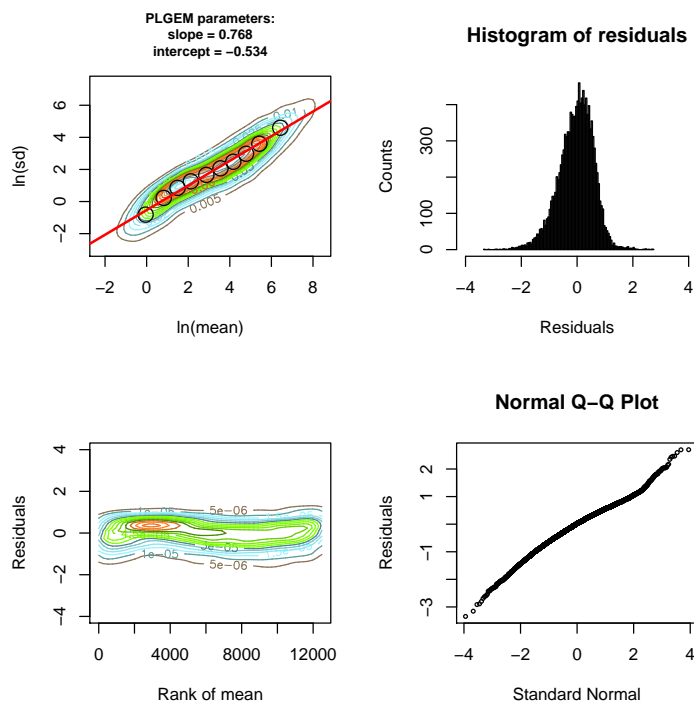 PLGEM parameters:
slope = 0.768
intercept = −0.534
ln(sd)
−2 0 2 4 6
0.01
0.005
−2 0 2 4 6 8
ln(mean)
Histogram of residuals
Counts
0 100 300
−4 −2 0 2 4
Residuals
Residuals
−4 −2 0 2 4
5e−06
1e−05
5e−06
0 4000 8000 12000
Rank of mean
Normal Q−Q Plot
−3 −1 1 2
−4 −2 0 2 4
Standard Normal